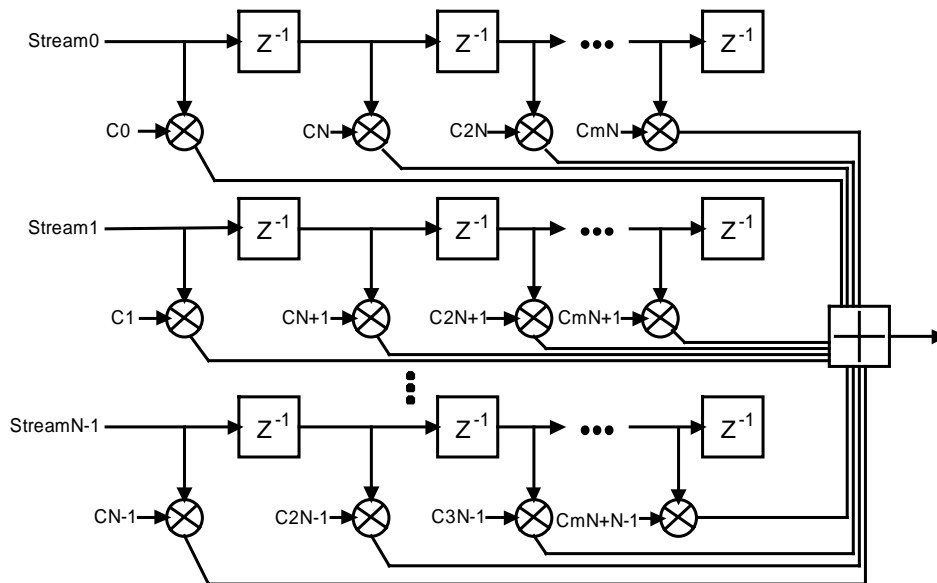 Stream0 Z-1 Z-1 ••• Z-1
C0 CN C2N CmN
Stream1 Z-1 Z-1 ••• Z-1
C1 CN+1 C2N+1 CmN+1
StreamN-1 Z-1 Z-1 ••• Z-1
CN-1 C2N-1 C3N-1 CmN+N-1